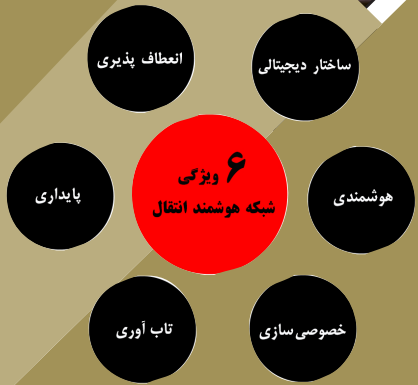 ساختار دیجیتالی
انعطاف پذیری
۶ ویژگی
شبکه هوشمند انتقال
هوشمندی
پایداری
خصوصی‌سازی
تاب آوری